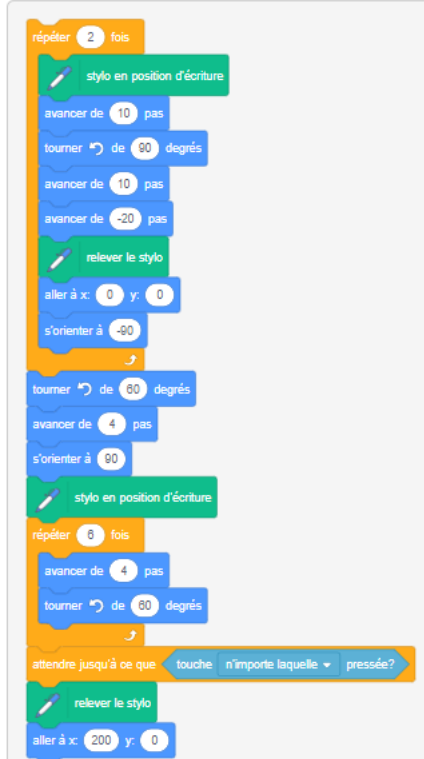 répéter 2 fois
stylo en position d'écriture
avancer de 10 pas
tourner de 90 degrés
avancer de 10 pas
avancer de -20 pas
relever le stylo
aller à x: 0 y: 0
s'orienter à -90
tourner de 60 degrés
avancer de 4 pas
s'orienter à 90
stylo en position d'écriture
répéter 6 fois
avancer de 4 pas
tourner de 60 degrés
attendre jusqu'à ce que touche n'importe laquelle pressée?
relever le stylo
aller à x: 200 y: 0